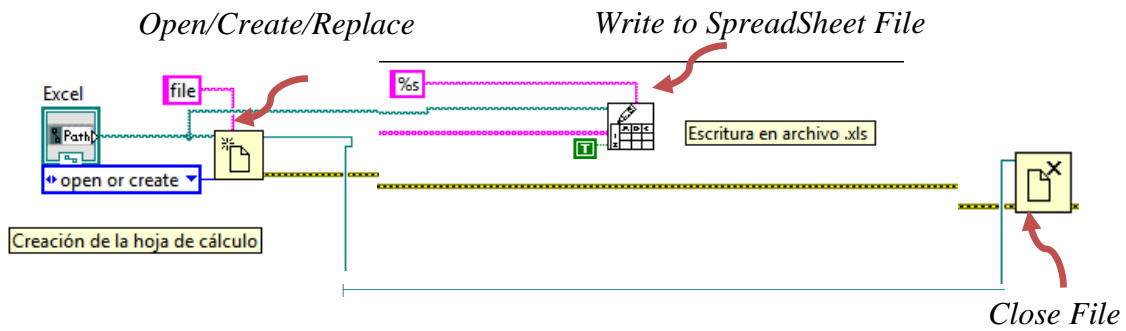 Open/Create/Replace
Write to SpreadSheet File
Excel
file
%s
Path
open or create
T
Escritura en archivo .xls
Creación de la hoja de cálculo
Close File